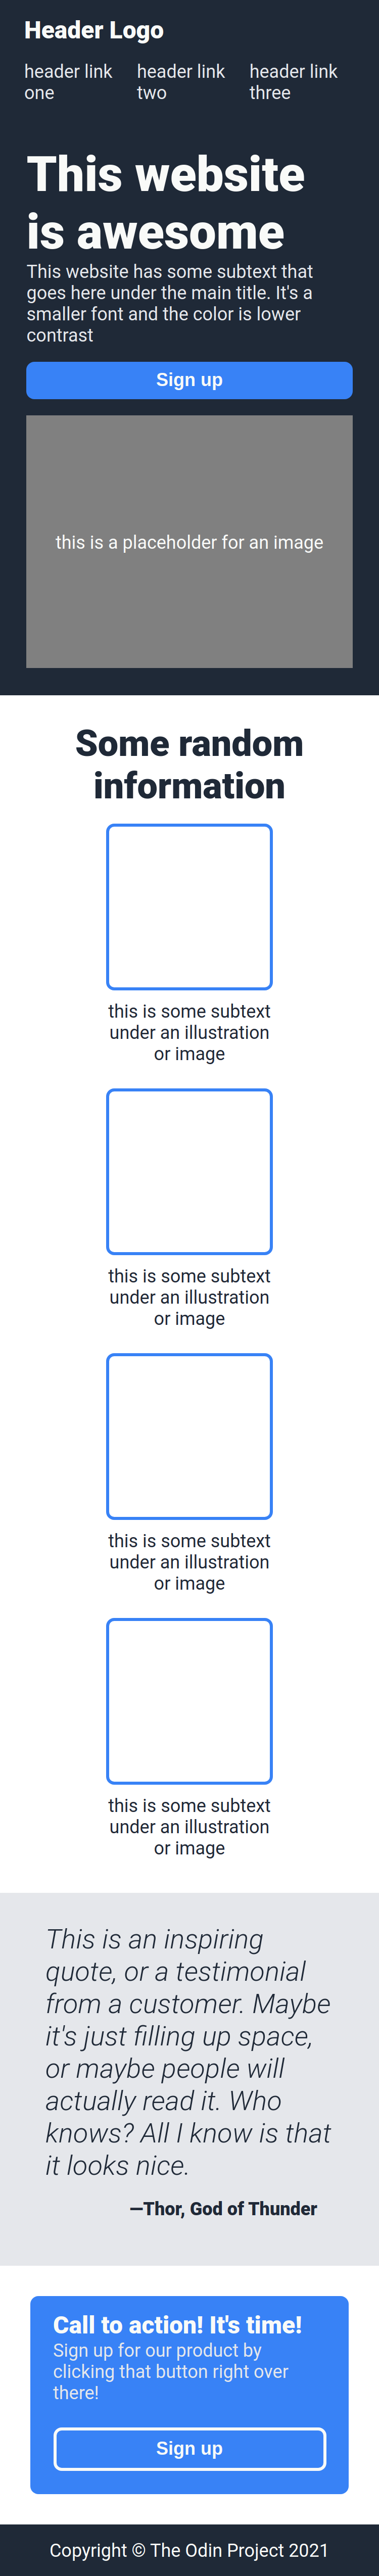 Header Logo
header link one
header link two
header link three
This website
is awesome
This website has some subtext that
goes here under the main title. It's a
smaller font and the color is lower
contrast
Sign up
this is a placeholder for an image
Some random
information
this is some subtext
under an illustration
or image
this is some subtext
under an illustration
or image
this is some subtext
under an illustration
or image
this is some subtext
under an illustration
or image
This is an inspiring
quote, or a testimonial
from a customer. Maybe
it's just filling up space,
or maybe people will
actually read it. Who
knows? All I know is that
it looks nice.
—Thor, God of Thunder
Call to action! It's time!
Sign up for our product by
clicking that button right over
there!
Sign up
Copyright © The Odin Project 2021